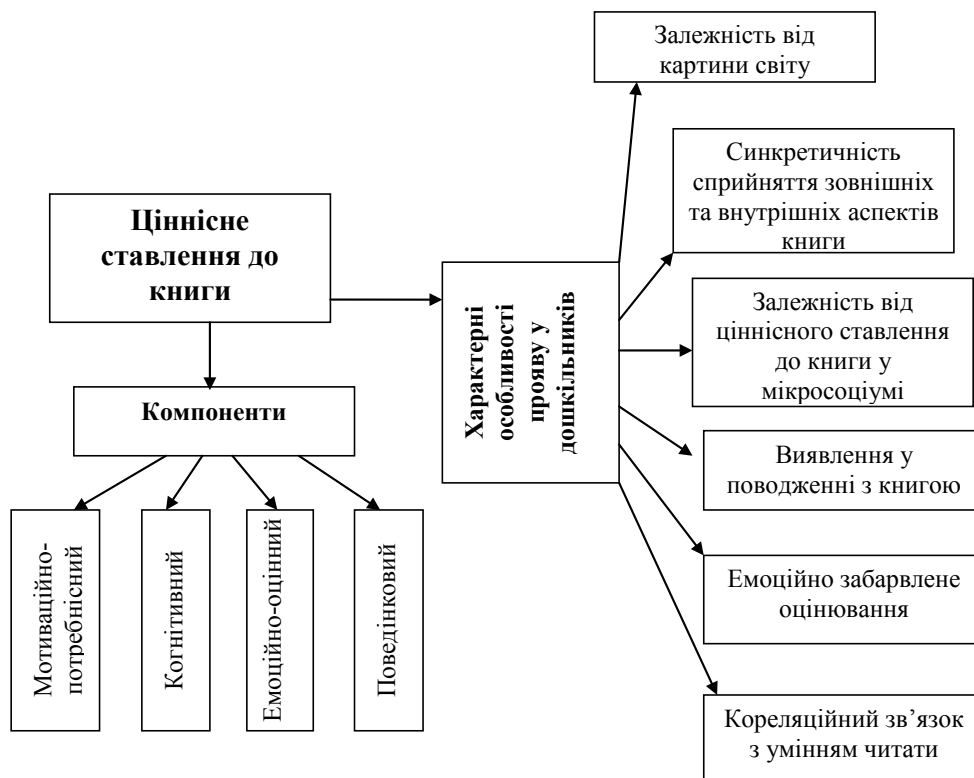 Ціннісне
ставлення до
книги
Компоненти
Мотиваційно-
потребнісний
Когнітивний
Емоційно-оцінний
Поведінковий
Характерні
особливості
прояву у
дошкільників
Залежність від
картини світу
Синкретичність
сприйняття зовнішніх
та внутрішніх аспектів
книги
Залежність від
ціннісного ставлення
до книги у
мікросоціумі
Виявлення у
поводженні з книгою
Емоційно забарвлене
оцінювання
Кореляційний зв’язок
з умінням читати